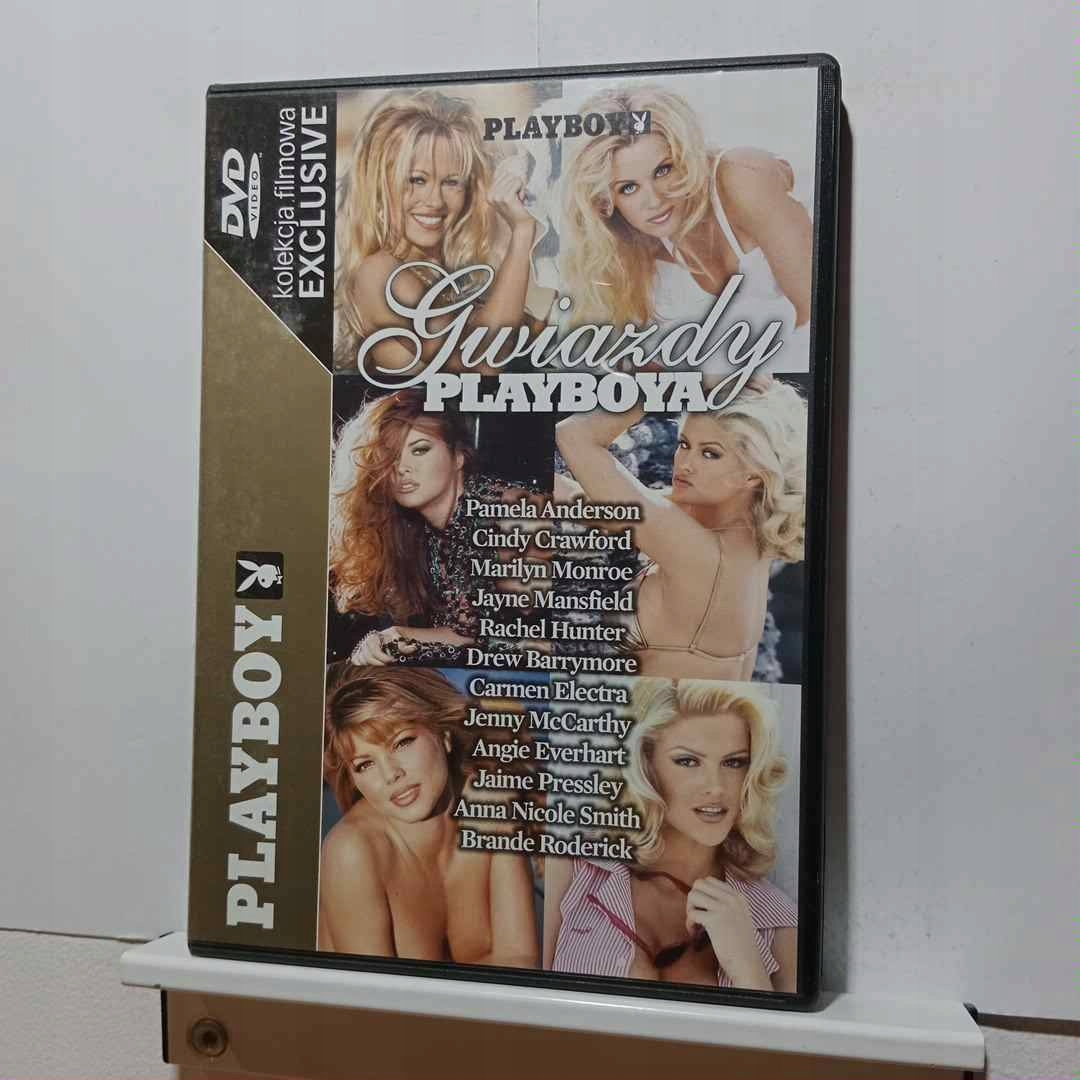 DVD
VIDEO
kolekcja filmowa
EXCLUSIVE
PLAYBOY
PLAYBOY
Gwiazdy
PLAYBOYA
Pamela Anderson
Cindy Crawford
Marilyn Monroe
Jayne Mansfield
Rachel Hunter
Drew Barrymore
Carmen Electra
Jenny McCarthy
Angie Everhart
Jaime Pressley
Anna Nicole Smith
Brande Roderick